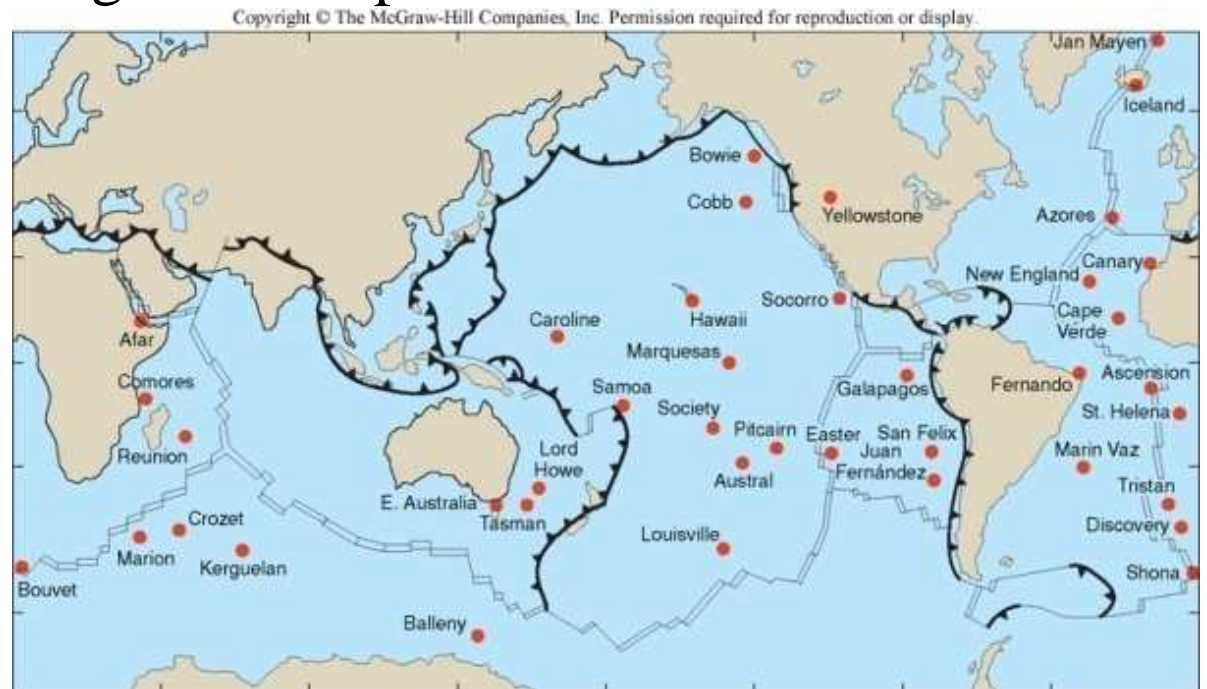 Copyright © The McGraw-Hill Companies, Inc. Permission required for reproduction or display.
Jan Mayen
Iceland
Bowie
Cobb
Yellowstone
Azores
Canary
New England
Socorro
Cape
Verde
Hawaii
Caroline
Afar
Marquesas
Comores
Samoa
Galapagos
Fernando
Ascension
Society
St. Helena
Pitcairn
Easter
San Felix
Reunion
Lord
Howe
Juan
Fernández
Marin Vaz
Austral
E. Australia
Tasman
Tristan
Crozet
Discovery
Marion
Kerguelan
Louisville
Bouvet
Shona
Balleny